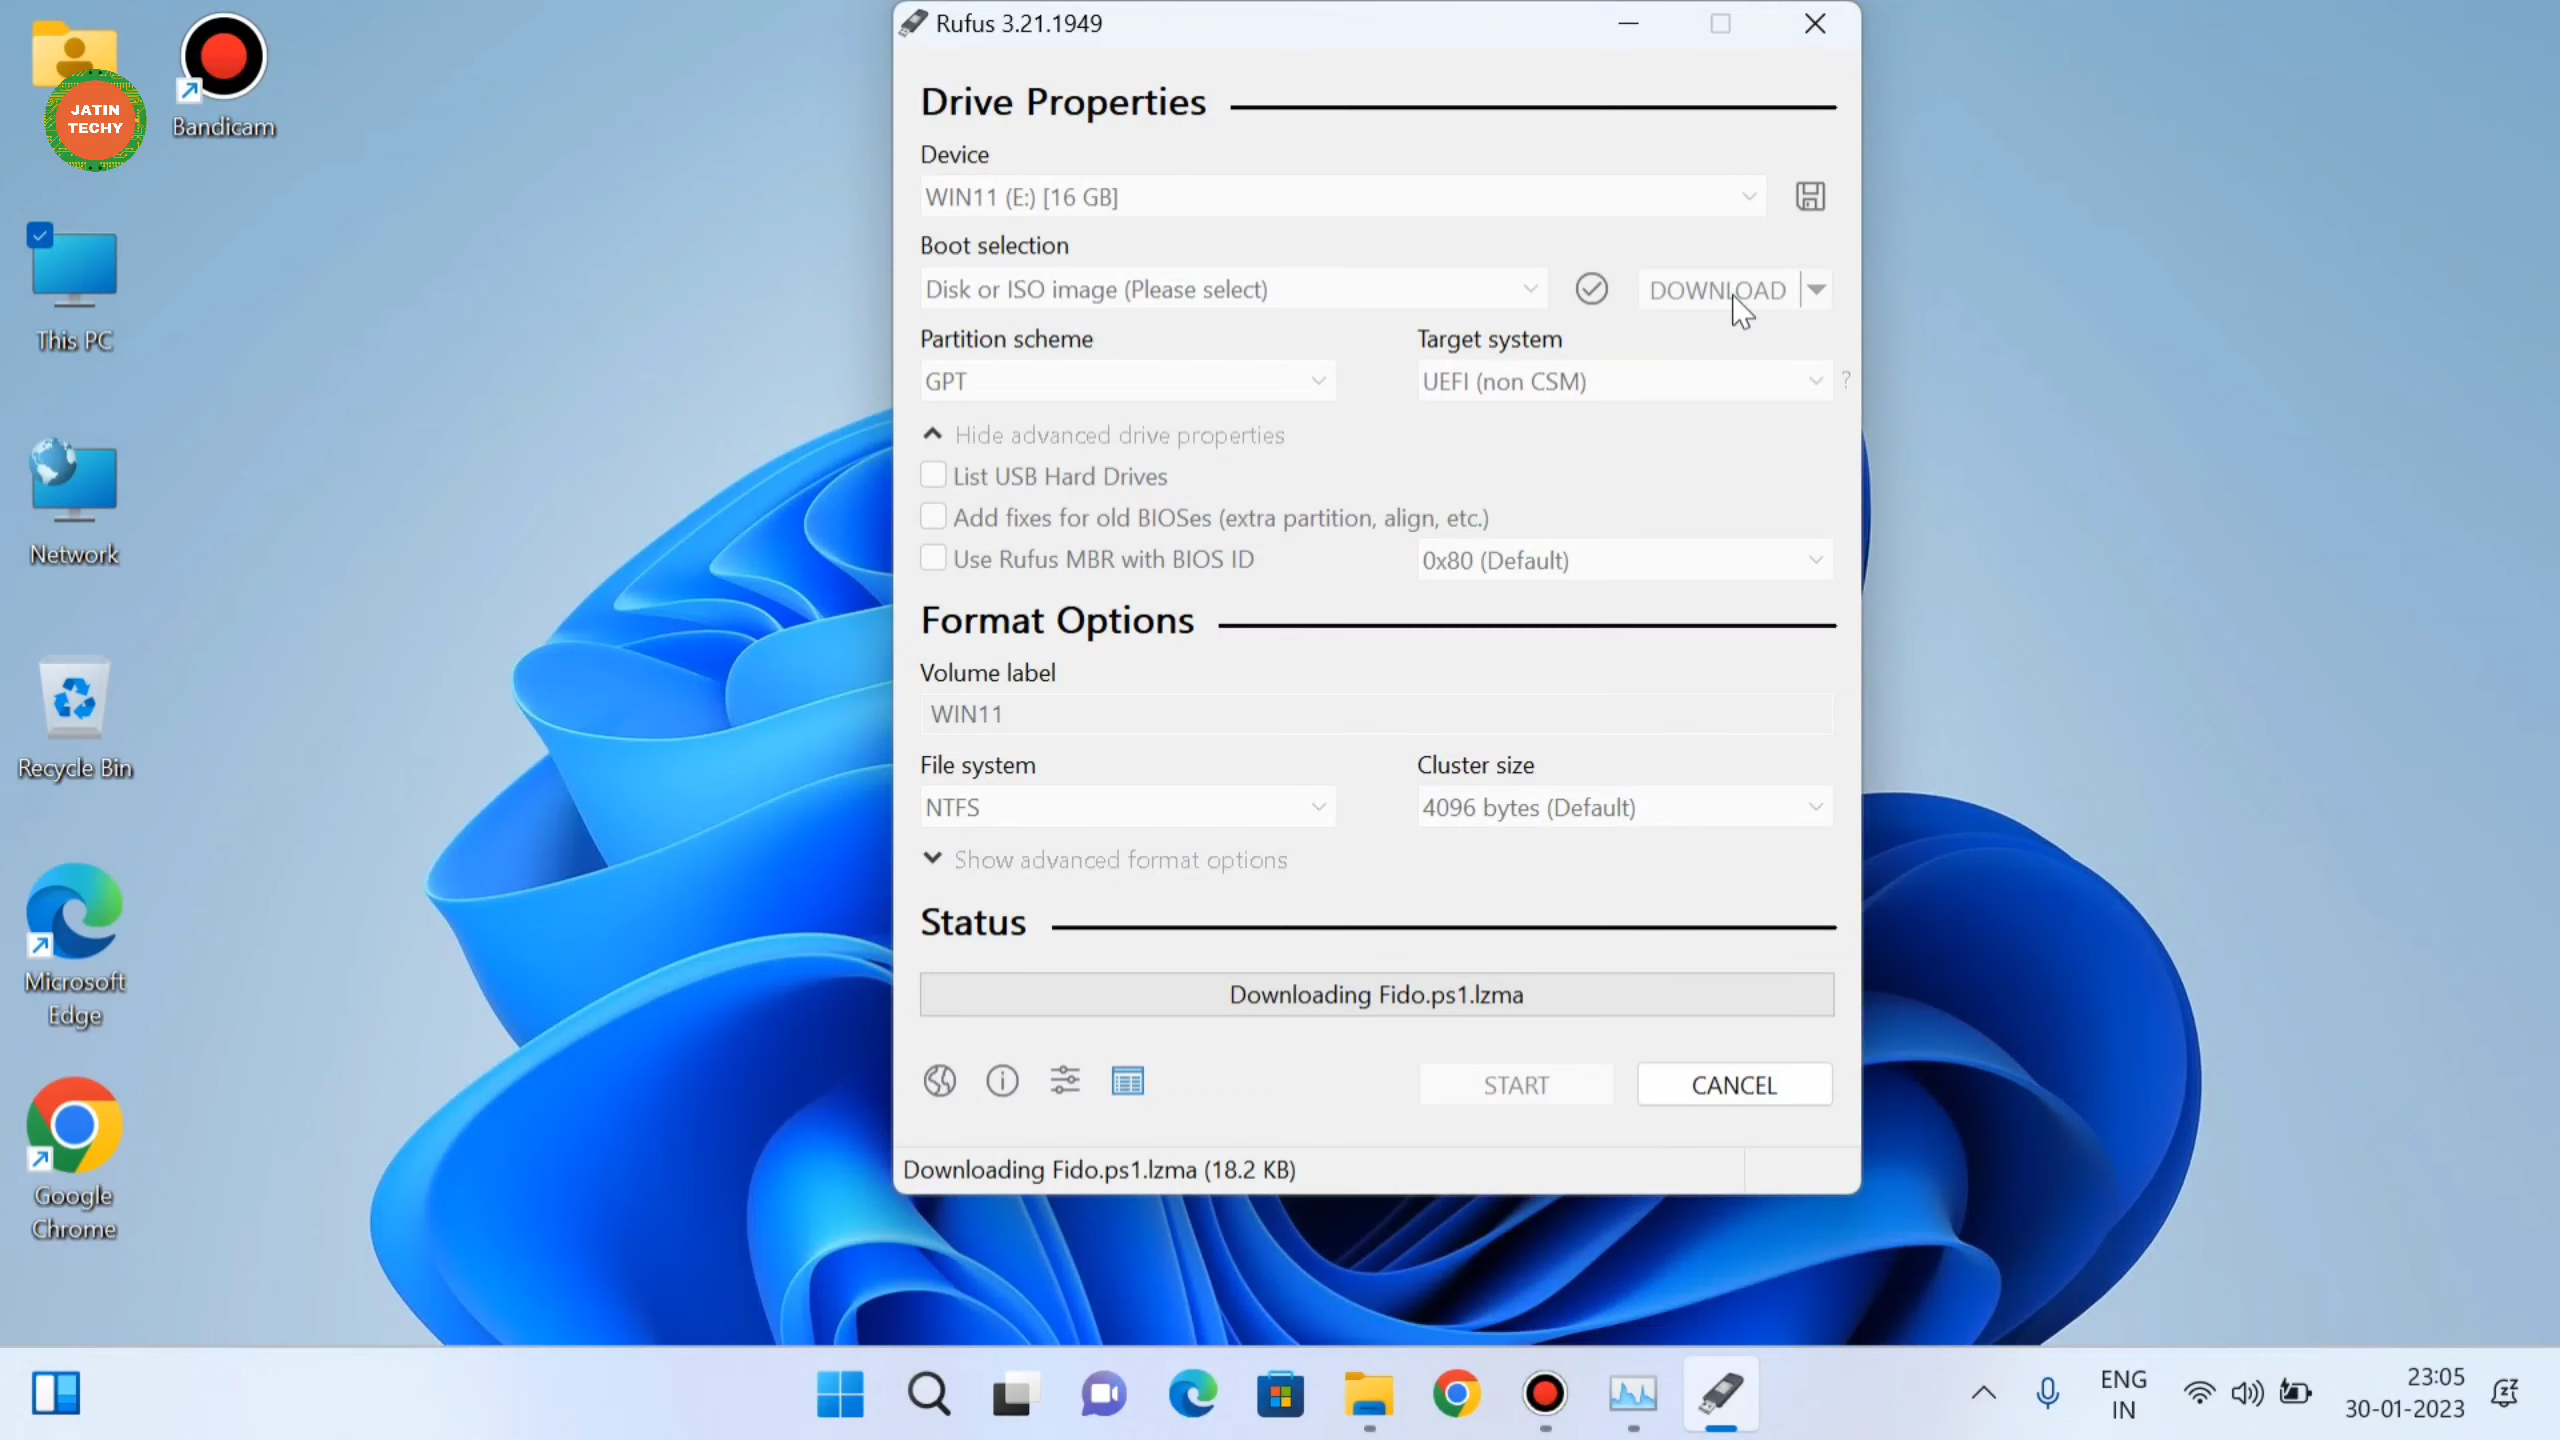 JATIN
TECHY
Bandicam
This PC
Network
Recycle Bin
Microsoft
Edge
Google
Chrome
Rufus 3.21.1949
Drive Properties
Device
WIN11 (E:) [16 GB]
Boot selection
Disk or ISO image (Please select)
DOWNLOAD
Partition scheme
Target system
GPT
UEFI (non CSM)
?
Hide advanced drive properties
List USB Hard Drives
Add fixes for old BIOSes (extra partition, align, etc.)
Use Rufus MBR with BIOS ID
0x80 (Default)
Format Options
Volume label
WIN11
File system
Cluster size
NTFS
4096 bytes (Default)
Show advanced format options
Status
Downloading Fido.ps1.lzma
START
CANCEL
Downloading Fido.ps1.lzma (18.2 KB)
ENG
IN
23:05
30-01-2023